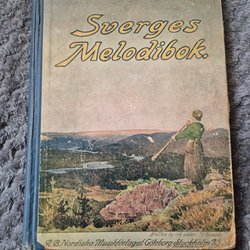 Sverges
Melodibok.
A.B. Nordiska Musikförlaget Göteborg Stockholm